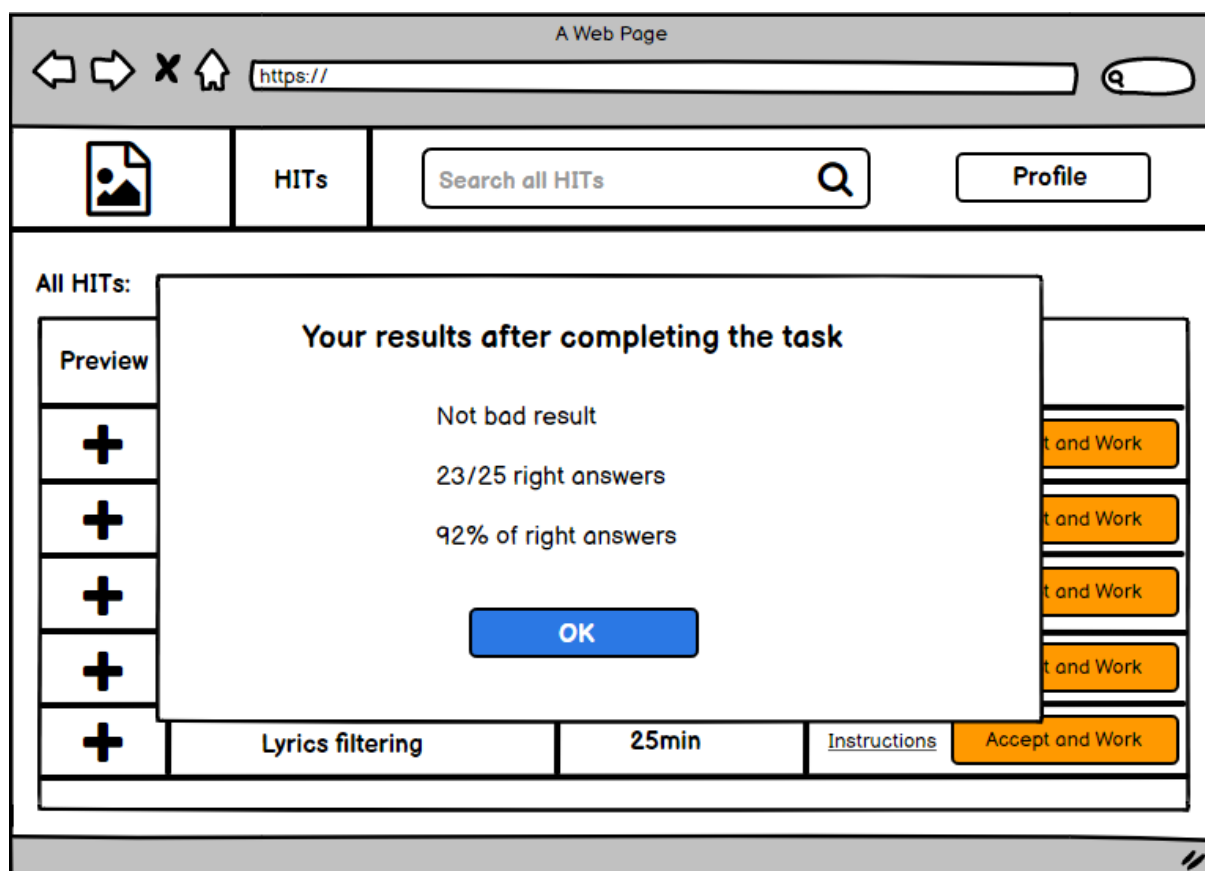 A Web Page
https://
HITs
Search all HITs
Profile
All HITs:
Your results after completing the task
Preview
Not bad result
t and Work
23/25 right answers
t and Work
92% of right answers
t and Work
OK
t and Work
Lyrics filtering 25min Instructions Accept and Work